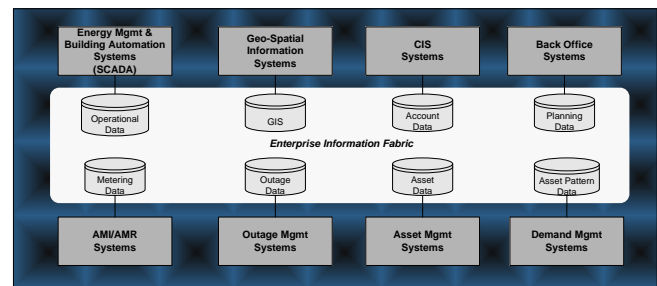 Energy Mgmt &
Building Automation
Systems
(SCADA)
Geo-Spatial
Information
Systems
CIS
Systems
Back Office
Systems
Operational
Data
GIS
Account
Data
Planning
Data
Enterprise Information Fabric
Metering
Data
Outage
Data
Asset
Data
Asset Pattern
Data
AMI/AMR
Systems
Outage Mgmt
Systems
Asset Mgmt
Systems
Demand Mgmt
Systems